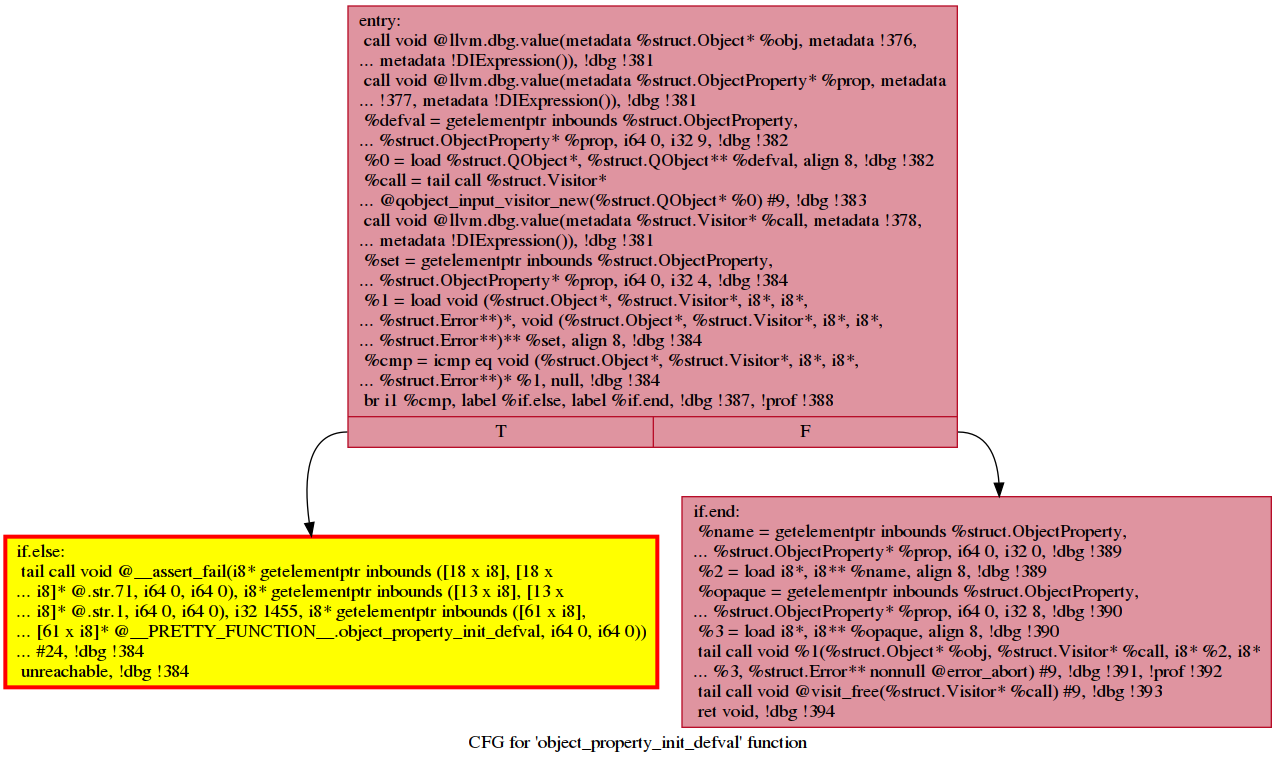 entry:
call void @llvm.dbg.value(metadata %struct.Object* %obj, metadata !376,
... metadata !DIExpression()), !dbg !381
call void @llvm.dbg.value(metadata %struct.ObjectProperty* %prop, metadata
... !377, metadata !DIExpression()), !dbg !381
%defval = getelementptr inbounds %struct.ObjectProperty,
... %struct.ObjectProperty* %prop, i64 0, i32 9, !dbg !382
%0 = load %struct.QObject*, %struct.QObject** %defval, align 8, !dbg !382
%call = tail call %struct.Visitor*
... @qobject_input_visitor_new(%struct.QObject* %0) #9, !dbg !383
call void @llvm.dbg.value(metadata %struct.Visitor* %call, metadata !378,
... metadata !DIExpression()), !dbg !381
%set = getelementptr inbounds %struct.ObjectProperty,
... %struct.ObjectProperty* %prop, i64 0, i32 4, !dbg !384
%1 = load void (%struct.Object*, %struct.Visitor*, i8*, i8*,
... %struct.Error**)*, void (%struct.Object*, %struct.Visitor*, i8*, i8*,
... %struct.Error**)** %set, align 8, !dbg !384
%cmp = icmp eq void (%struct.Object*, %struct.Visitor*, i8*, i8*,
... %struct.Error**)* %1, null, !dbg !384
br i1 %cmp, label %if.else, label %if.end, !dbg !387, !prof !388
T
F
if.else:
tail call void @__assert_fail(i8* getelementptr inbounds ([18 x i8], [18 x
... i8]* @.str.71, i64 0, i64 0), i8* getelementptr inbounds ([13 x i8], [13 x
... i8]* @.str.1, i64 0, i64 0), i32 1455, i8* getelementptr inbounds ([61 x i8],
... [61 x i8]* @__PRETTY_FUNCTION__.object_property_init_defval, i64 0, i64 0))
... #24, !dbg !384
unreachable, !dbg !384
if.end:
%name = getelementptr inbounds %struct.ObjectProperty,
... %struct.ObjectProperty* %prop, i64 0, i32 0, !dbg !389
%2 = load i8*, i8** %name, align 8, !dbg !389
%opaque = getelementptr inbounds %struct.ObjectProperty,
... %struct.ObjectProperty* %prop, i64 0, i32 8, !dbg !390
%3 = load i8*, i8** %opaque, align 8, !dbg !390
tail call void %1(%struct.Object* %obj, %struct.Visitor* %call, i8* %2, i8*
... %3, %struct.Error** nonnull @error_abort) #9, !dbg !391, !prof !392
tail call void @visit_free(%struct.Visitor* %call) #9, !dbg !393
ret void, !dbg !394
CFG for 'object_property_init_defval' function